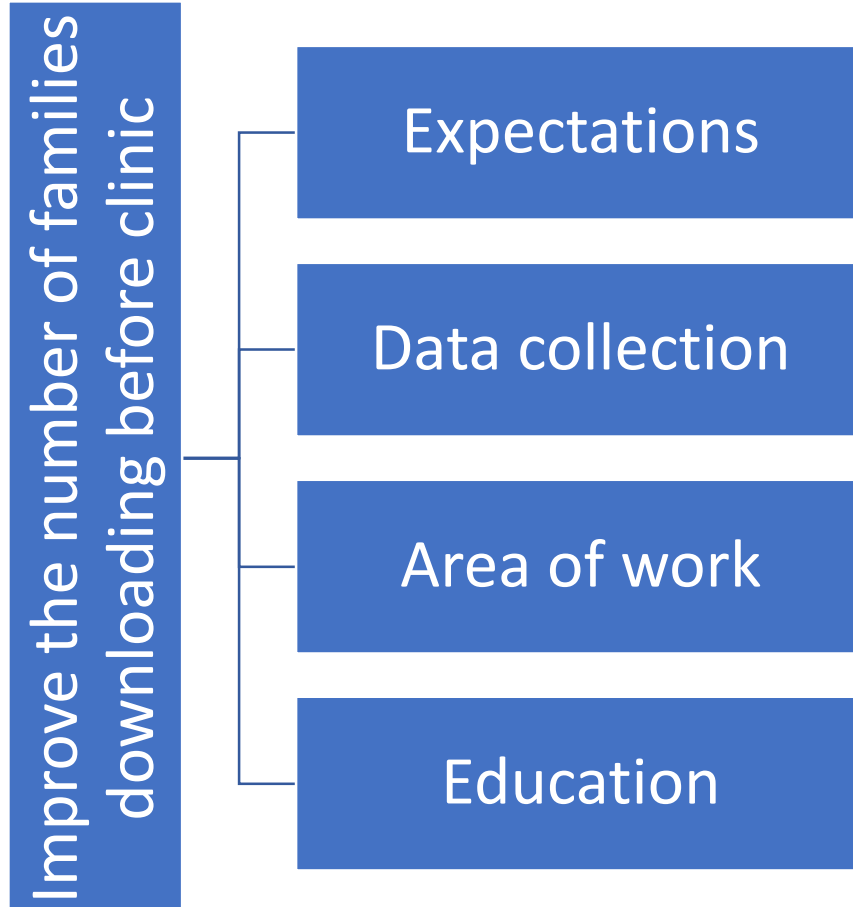 Improve the number of families
downloading before clinic
Expectations
Data collection
Area of work
Education